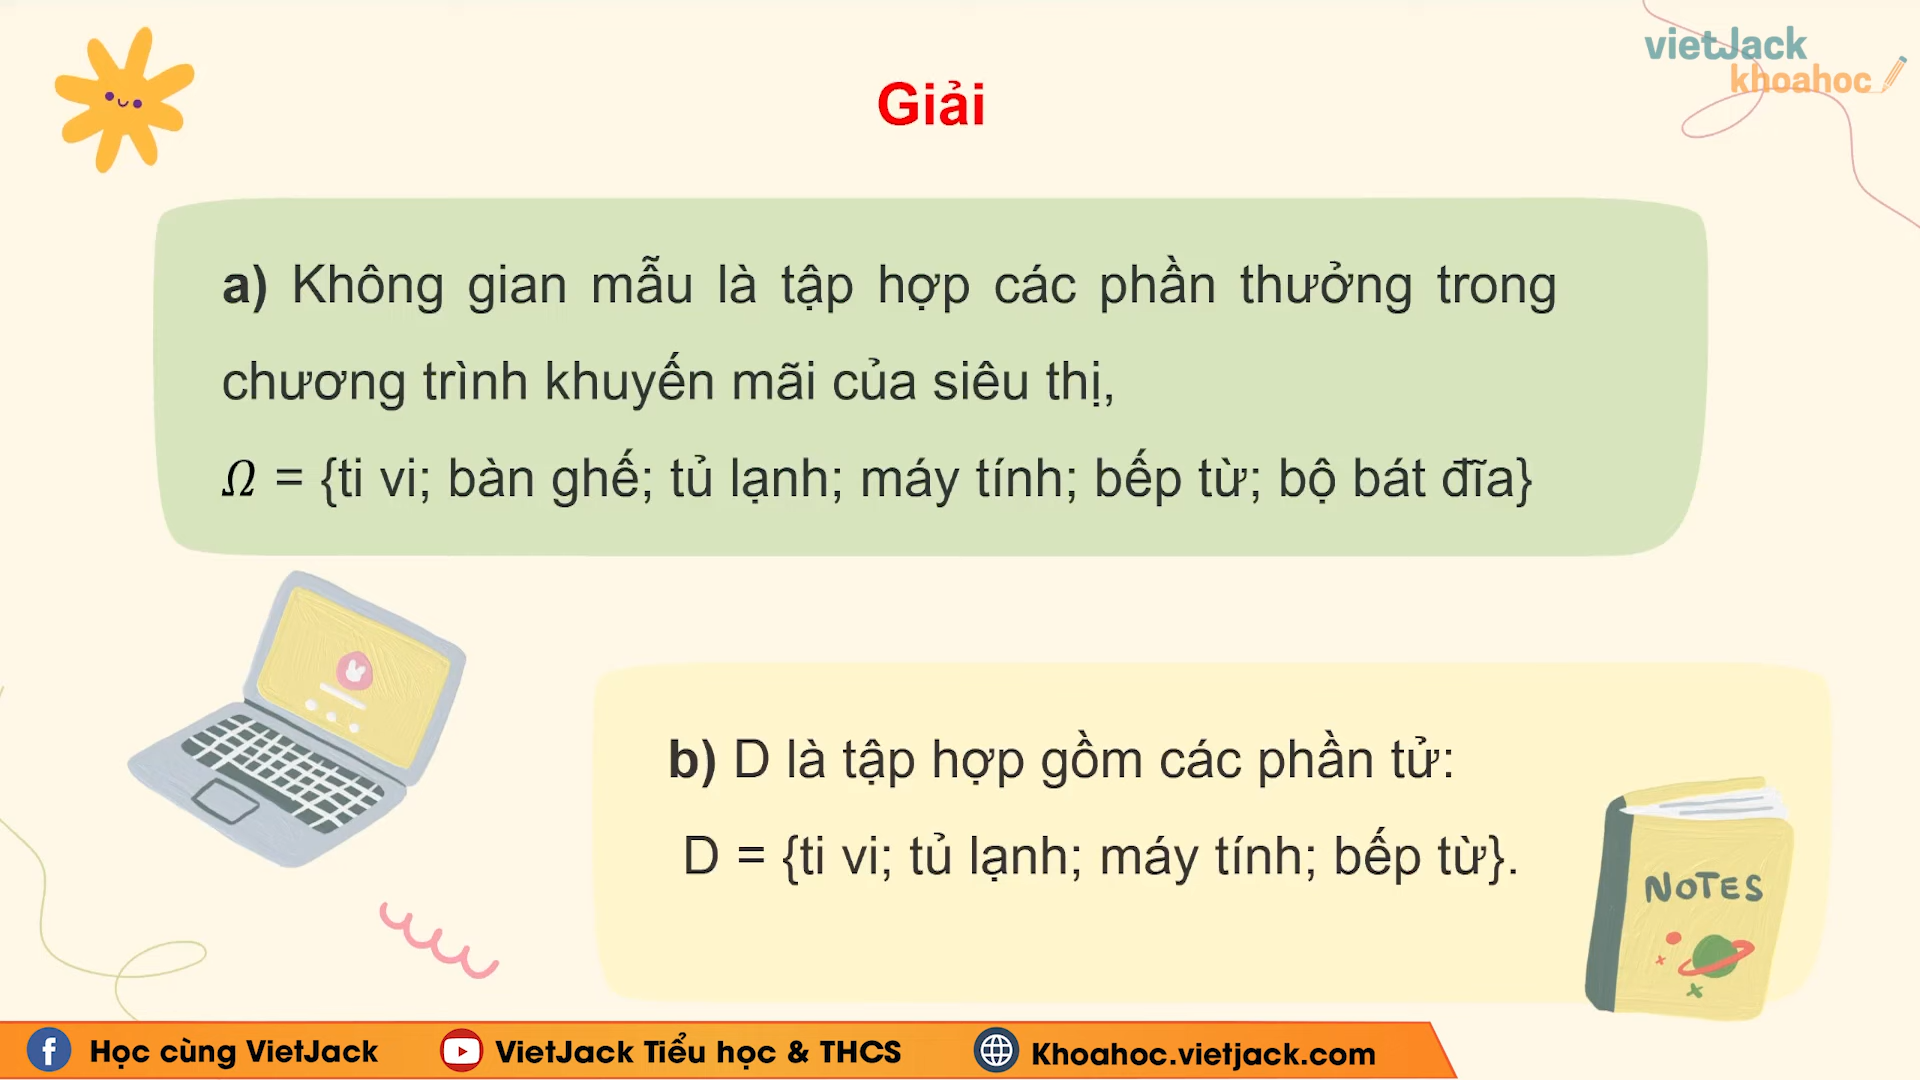 vietJack
khoahoc
Giải
a) Không gian mẫu là tập hợp các phần thưởng trong
chương trình khuyến mãi của siêu thị,
Ω = {ti vi; bàn ghế; tủ lạnh; máy tính; bếp từ; bộ bát đĩa}
b) D là tập hợp gồm các phần tử:
D = {ti vi; tủ lạnh; máy tính; bếp từ}.
NOTES
Học cùng VietJack
VietJack Tiểu học & THCS
Khoahoc.vietjack.com